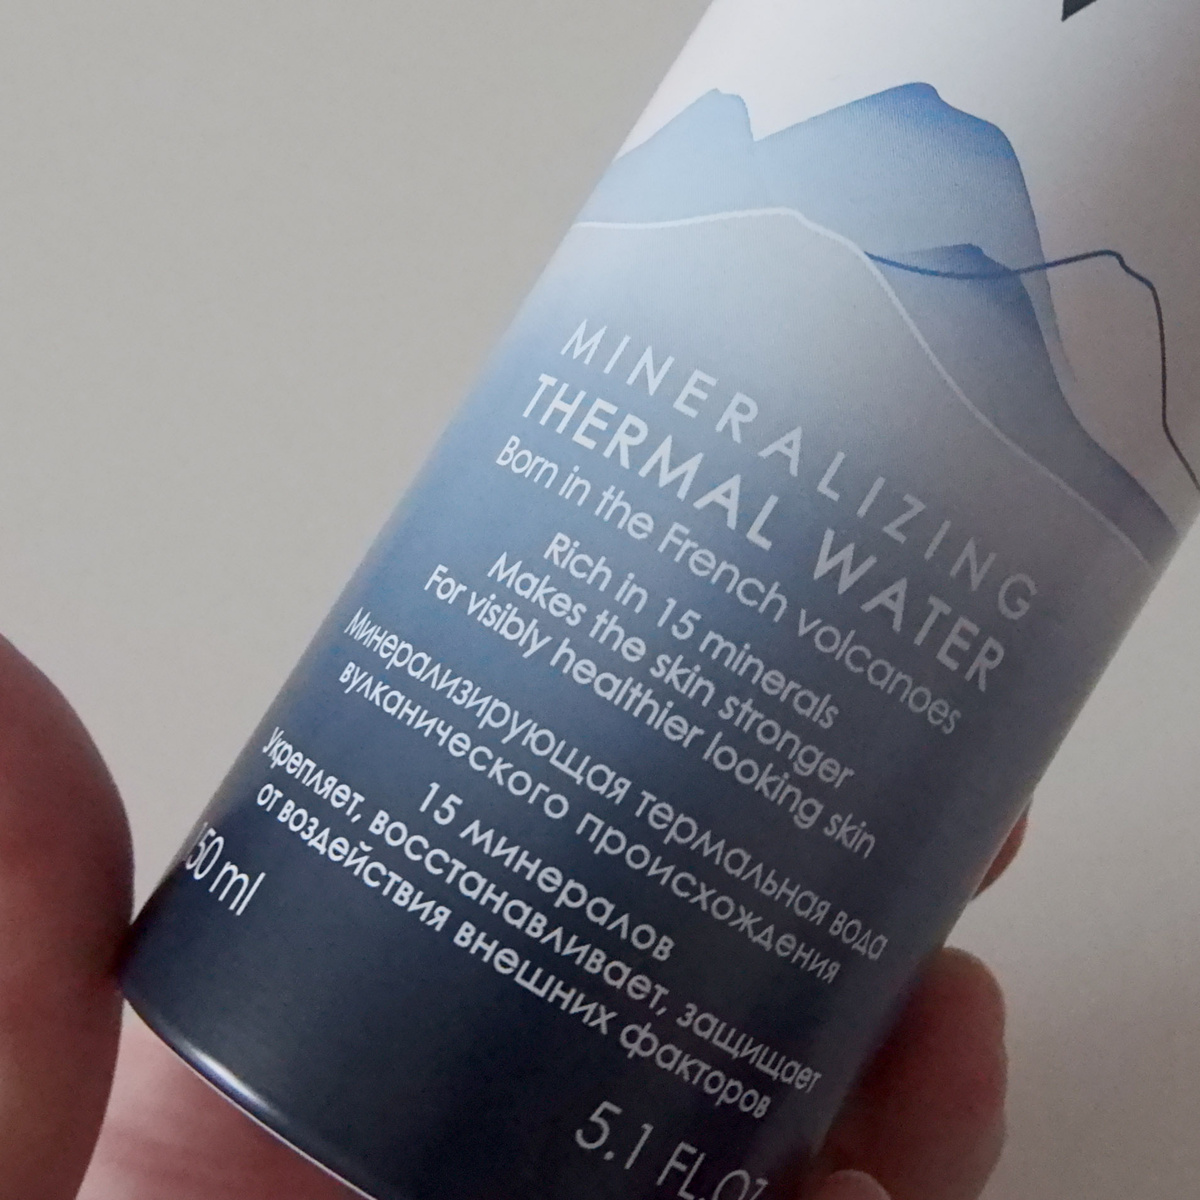 MINERALIZING
THERMAL WATER
Born in the French volcanoes
Rich in 15 minerals
Makes the skin stronger
For visibly healthier looking skin
Минерализирующая термальная вода
вулканического происхождения
15 минералов
Укрепляет, восстанавливает, защищает
от воздействия внешних факторов
150 ml
5.1 FL.OZ